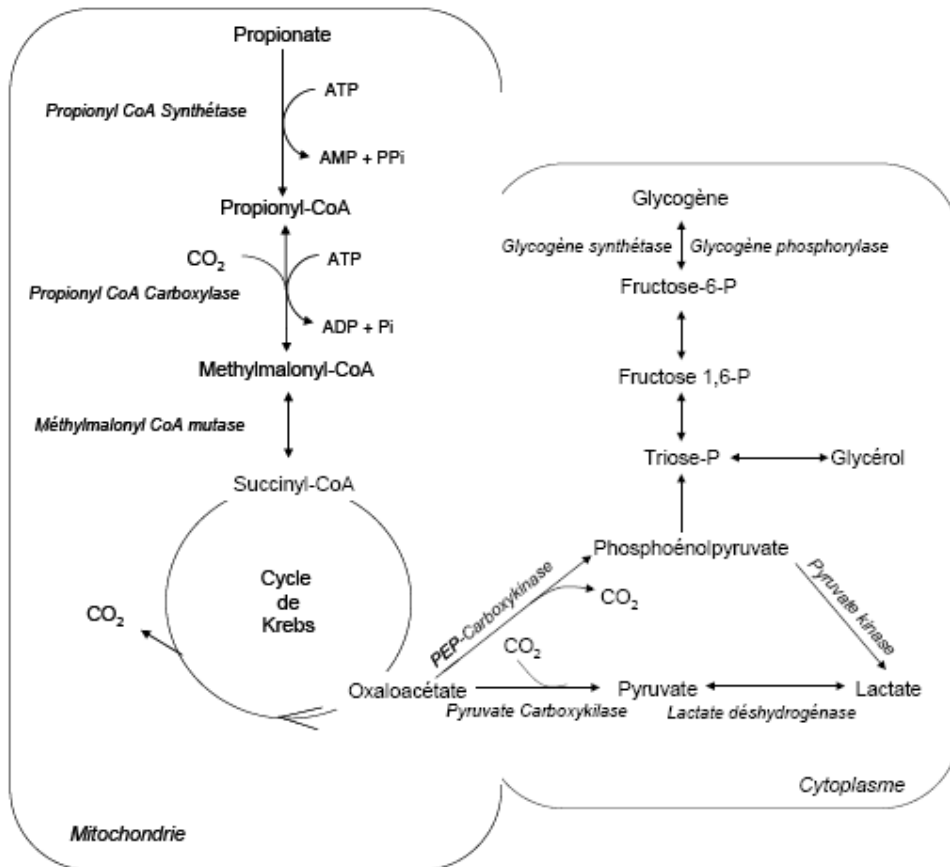 Propionate
ATP
Propionyl CoA Synthétase
AMP + PPi
Propionyl-CoA
CO2
ATP
Propionyl CoA Carboxylase
ADP + Pi
Methylmalonyl-CoA
Méthylmalonyl CoA mutase
Succinyl-CoA
Cycle
de
Krebs
CO2
Oxaloacétate
Mitochondrie
Glycogène
Glycogène synthétase
Glycogène phosphorylase
Fructose-6-P
Fructose 1,6-P
Triose-P
Glycérol
Phosphoénolpyruvate
PEP-Carboxykinase
CO2
Pyruvate kinase
CO2
Pyruvate
Lactate
Pyruvate Carboxykilase
Lactate déshydrogénase
Cytoplasme